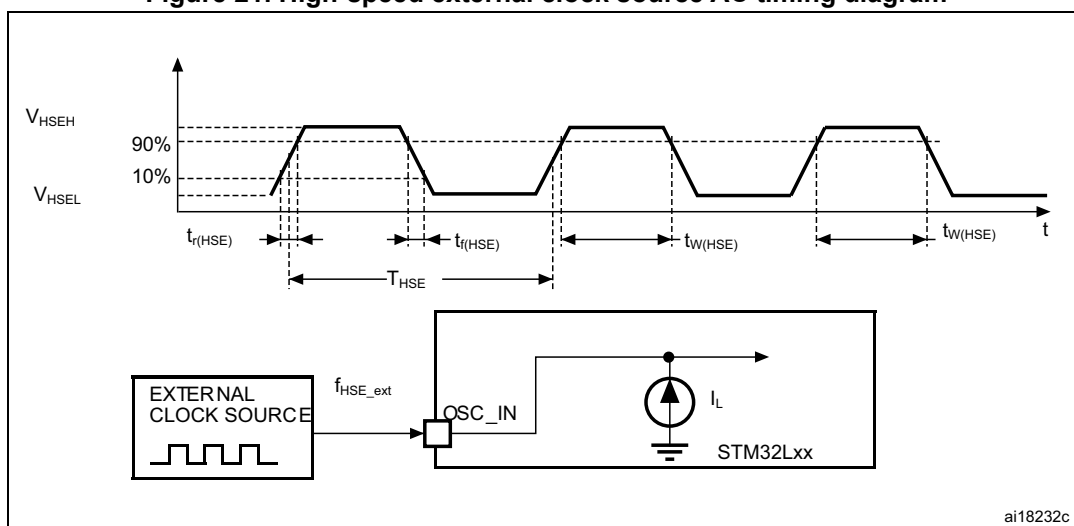 Figure 21. High-speed external clock source AC timing diagram
VHSEH
90%
10%
VHSEL
tr(HSE)
tf(HSE)
tW(HSE)
tW(HSE)
t
THSE
EXTERNAL
CLOCK SOURCE
fHSE_ext
OSC_IN
IL
STM32Lxx
ai18232c